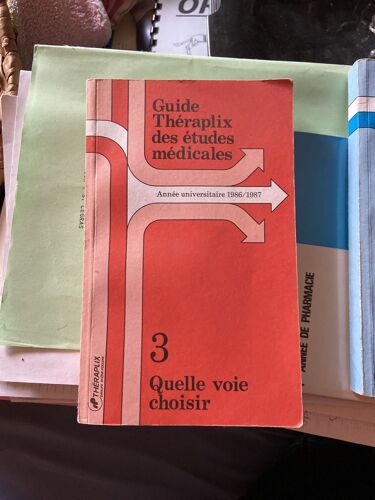 Guide
Théraplix
des études
médicales
Année universitaire 1986/1987
3
Quelle voie
choisir
THÉRAPLIX
ANNÉE DE PHARMACIE